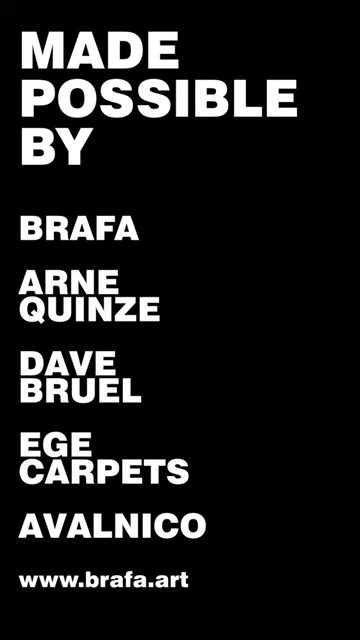 MADE
POSSIBLE
BY
BRAFA
ARNE
QUINZE
DAVE
BRUEL
EGE
CARPETS
AVALNICO
www.brafa.art